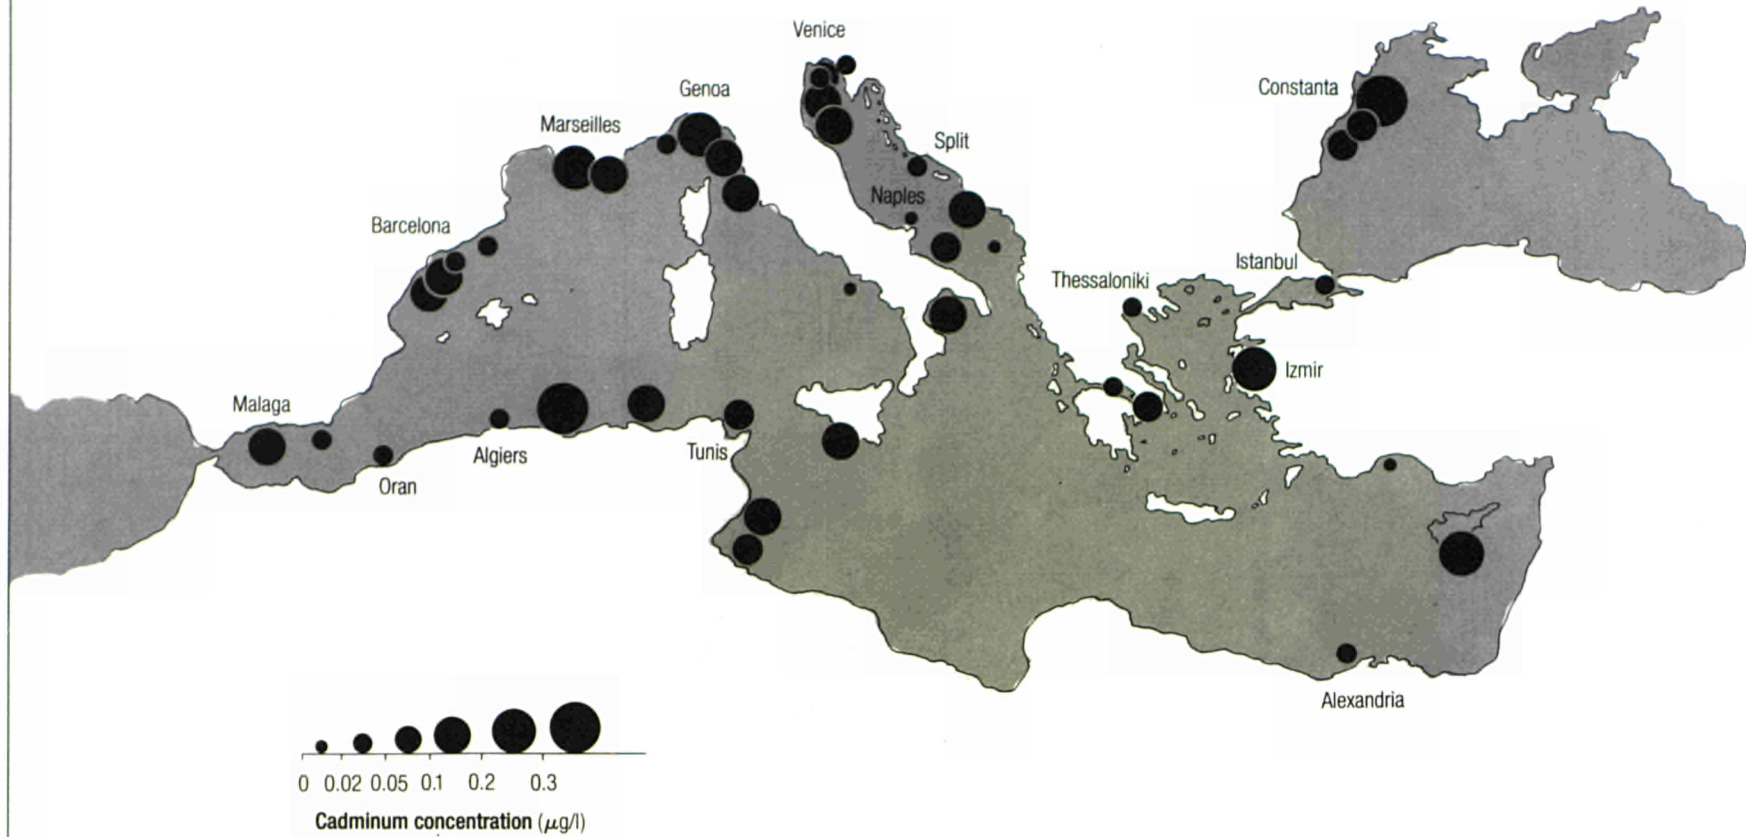 Venice
Genoa
Constanta
Marseilles
Split
Naples
Barcelona
Istanbul
Thessaloniki
Izmir
Malaga
Tunis
Algiers
Oran
Alexandria
0 0.02 0.05 0.1 0.2 0.3
Cadminum concentration (μg/l)